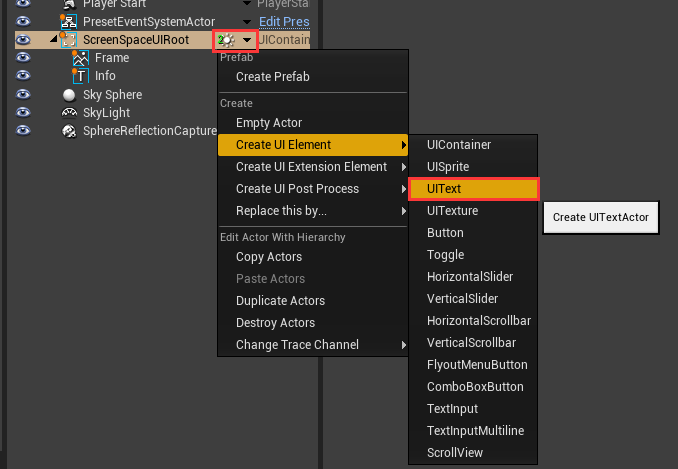 Player Start PlayerSta
PresetEventSystemActor Edit Pres
ScreenSpaceUIRoot 2 UIContain
Frame
T Info
Sky Sphere
SkyLight
SphereReflectionCapture
Prefab
Create Prefab
Create
Empty Actor
Create UI Element
Create UI Extension Element
Create UI Post Process
Replace this by...
Edit Actor With Hierarchy
Copy Actors
Paste Actors
Duplicate Actors
Destroy Actors
Change Trace Channel
UIContainer
UISprite
UIText
UITexture
Button
Toggle
HorizontalSlider
VerticalSlider
HorizontalScrollbar
VerticalScrollbar
FlyoutMenuButton
ComboBoxButton
TextInput
TextInputMultiline
ScrollView
Create UITextActor